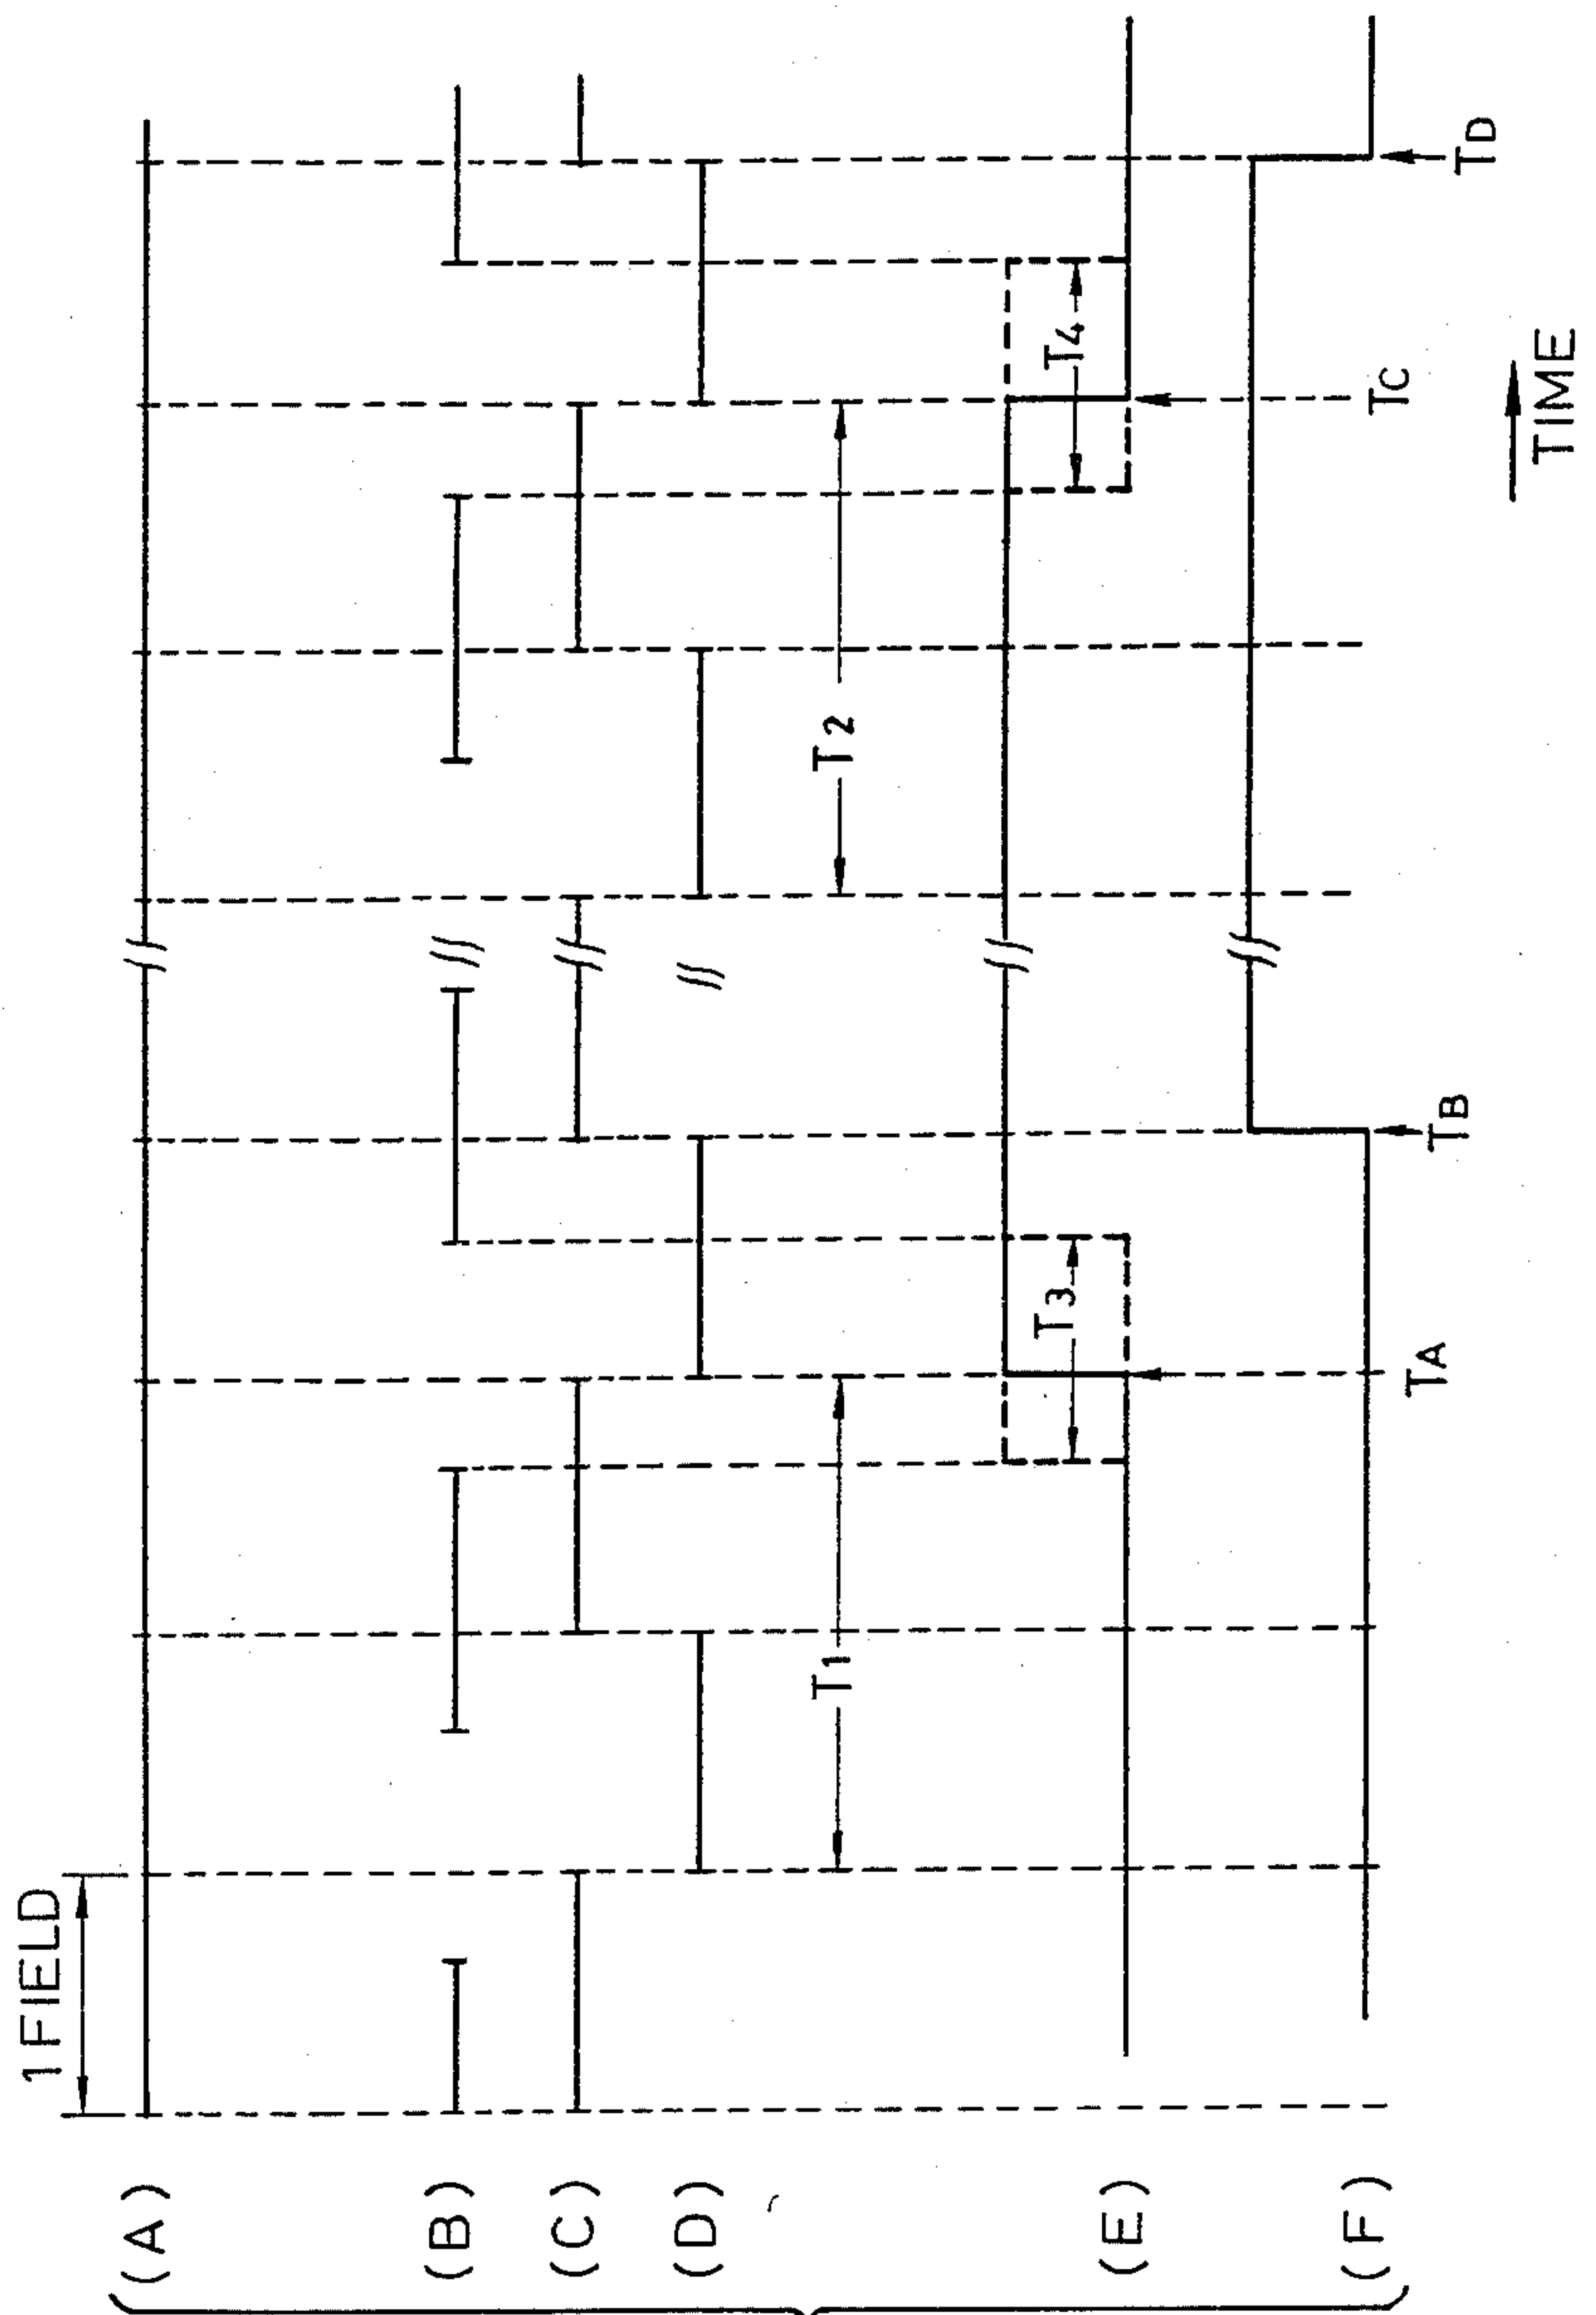 1 FIELD
(A)
(B)
(C)
(D)
T1
T2
(E)
T3
T4
(F)
TA
TB
TC
TD
TIME